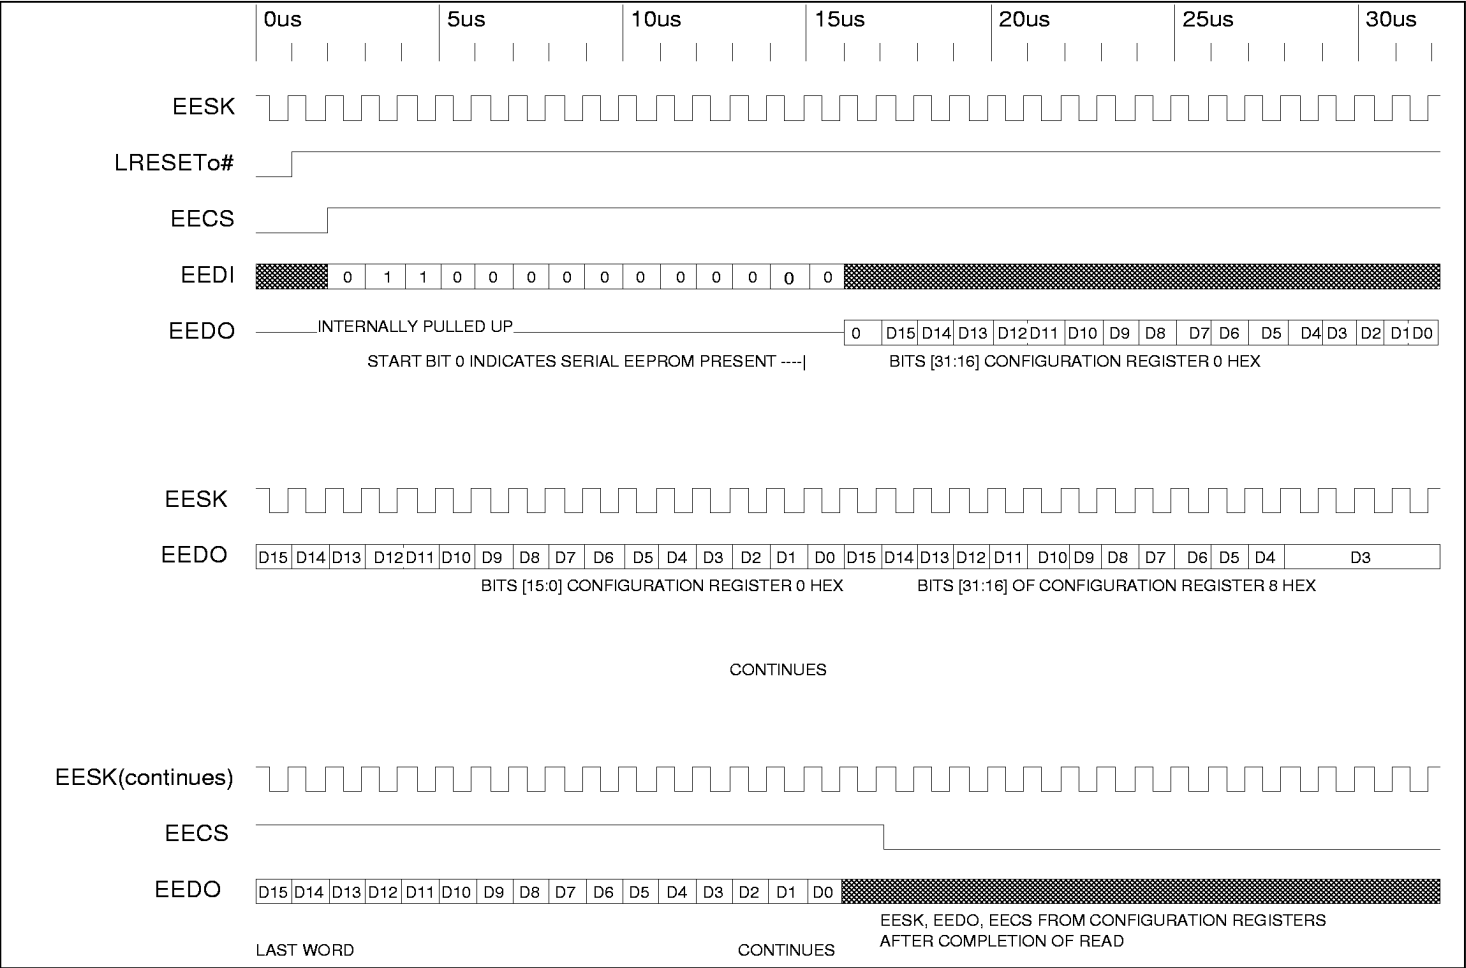 0us 5us 10us 15us 20us 25us 30us
EESK
LRESETo#
EECS
EEDI 0 1 1 0 0 0 0 0 0 0 0 0 0 0
EEDO INTERNALLY PULLED UP 0 D15 D14 D13 D12 D11 D10 D9 D8 D7 D6 D5 D4 D3 D2 D1 D0
START BIT 0 INDICATES SERIAL EEPROM PRESENT ----| BITS [31:16] CONFIGURATION REGISTER 0 HEX
EESK
EEDO D15 D14 D13 D12 D11 D10 D9 D8 D7 D6 D5 D4 D3 D2 D1 D0 D15 D14 D13 D12 D11 D10 D9 D8 D7 D6 D5 D4 D3
BITS [15:0] CONFIGURATION REGISTER 0 HEX BITS [31:16] OF CONFIGURATION REGISTER 8 HEX
CONTINUES
EESK(continues)
EECS
EEDO D15 D14 D13 D12 D11 D10 D9 D8 D7 D6 D5 D4 D3 D2 D1 D0
EESK, EEDO, EECS FROM CONFIGURATION REGISTERS
AFTER COMPLETION OF READ
LAST WORD CONTINUES